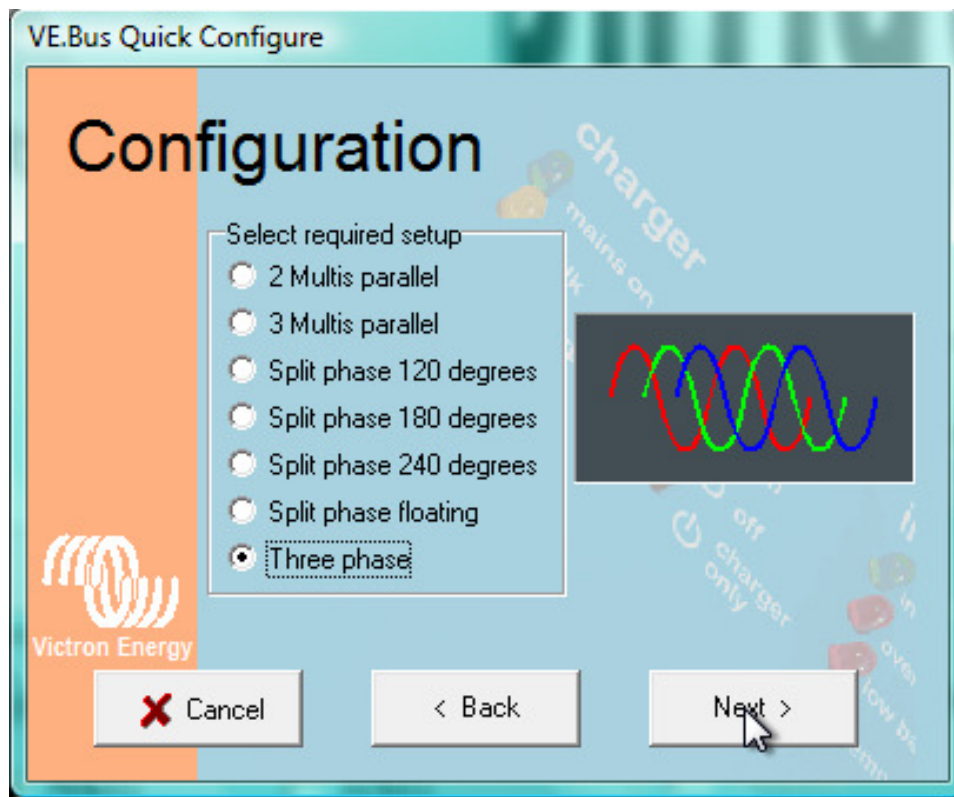 VE.Bus Quick Configure
Configuration
Select required setup
2 Multis parallel
3 Multis parallel
Split phase 120 degrees
Split phase 180 degrees
Split phase 240 degrees
Split phase floating
Three phase
charger
mains on
off
charger
only
Victron Energy
Cancel
< Back
Next >